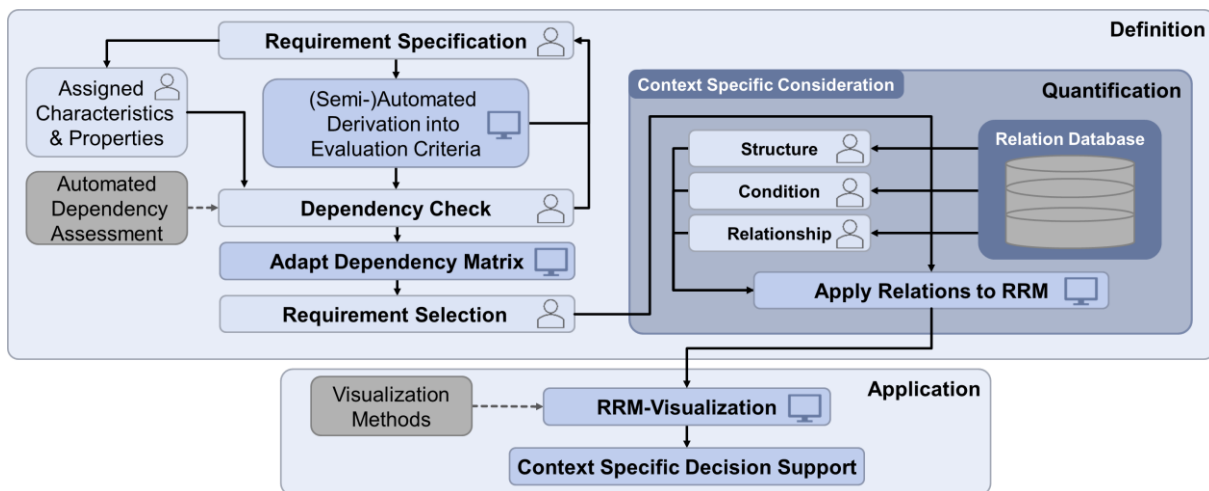 Definition
Requirement Specification
Assigned
Characteristics
& Properties
(Semi-)Automated
Derivation into
Evaluation Criteria
Automated
Dependency
Assessment
Dependency Check
Adapt Dependency Matrix
Requirement Selection
Context Specific Consideration
Quantification
Relation Database
Structure
Condition
Relationship
Apply Relations to RRM
Application
Visualization
Methods
RRM-Visualization
Context Specific Decision Support